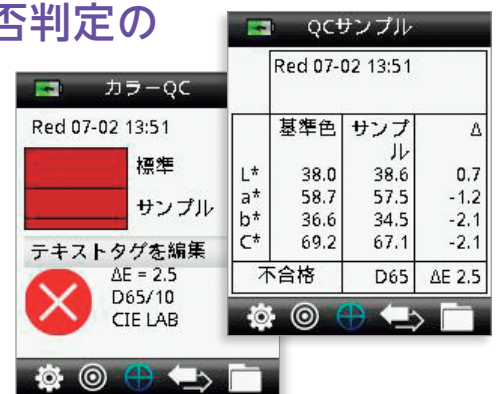 否判定の
カラーQC
Red 07-02 13:51
標準
サンプル
テキストタグを編集
ΔE = 2.5
D65/10
CIE LAB
QCサンプル
Red 07-02 13:51
基準色 サンプル Δ
L* 38.0 38.6 0.7
a* 58.7 57.5 -1.2
b* 36.6 34.5 -2.1
C* 69.2 67.1 -2.1
不合格 D65 ΔE 2.5